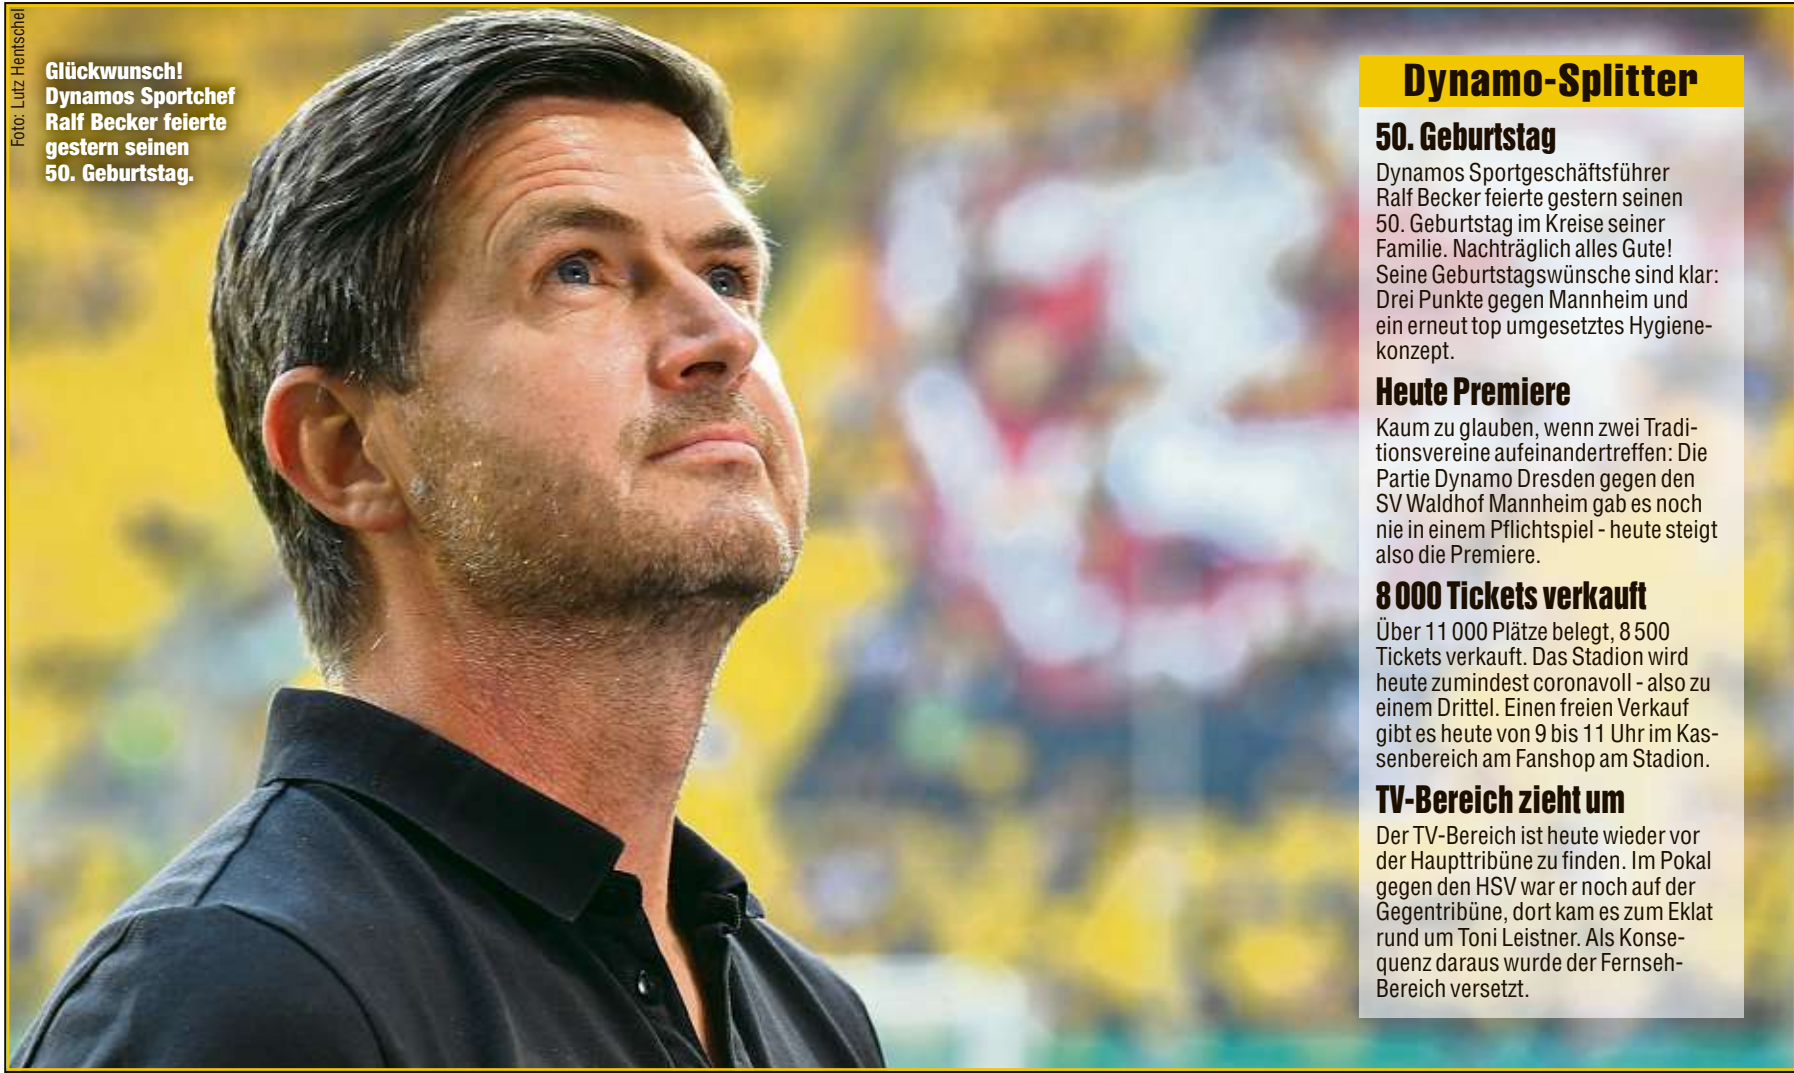 Foto: Lutz Hentschel
Glückwunsch!
Dynamos Sportchef
Ralf Becker feierte
gestern seinen
50. Geburtstag.
Dynamo-Splitter
50. Geburtstag
Dynamos Sportgeschäftsführer
Ralf Becker feierte gestern seinen
50. Geburtstag im Kreise seiner
Familie. Nachträglich alles Gute!
Seine Geburtstagswünsche sind klar:
Drei Punkte gegen Mannheim und
ein erneut top umgesetztes Hygiene-
konzept.
Heute Premiere
Kaum zu glauben, wenn zwei Tradi-
tionsvereine aufeinandertreffen: Die
Partie Dynamo Dresden gegen den
SV Waldhof Mannheim gab es noch
nie in einem Pflichtspiel - heute steigt
also die Premiere.
8 000 Tickets verkauft
Über 11 000 Plätze belegt, 8 500
Tickets verkauft. Das Stadion wird
heute zumindest coronavoll - also zu
einem Drittel. Einen freien Verkauf
gibt es heute von 9 bis 11 Uhr im Kas-
senbereich am Fanshop am Stadion.
TV-Bereich zieht um
Der TV-Bereich ist heute wieder vor
der Haupttribüne zu finden. Im Pokal
gegen den HSV war er noch auf der
Gegentribüne, dort kam es zum Eklat
rund um Toni Leistner. Als Konse-
quenz daraus wurde der Fernseh-
Bereich versetzt.